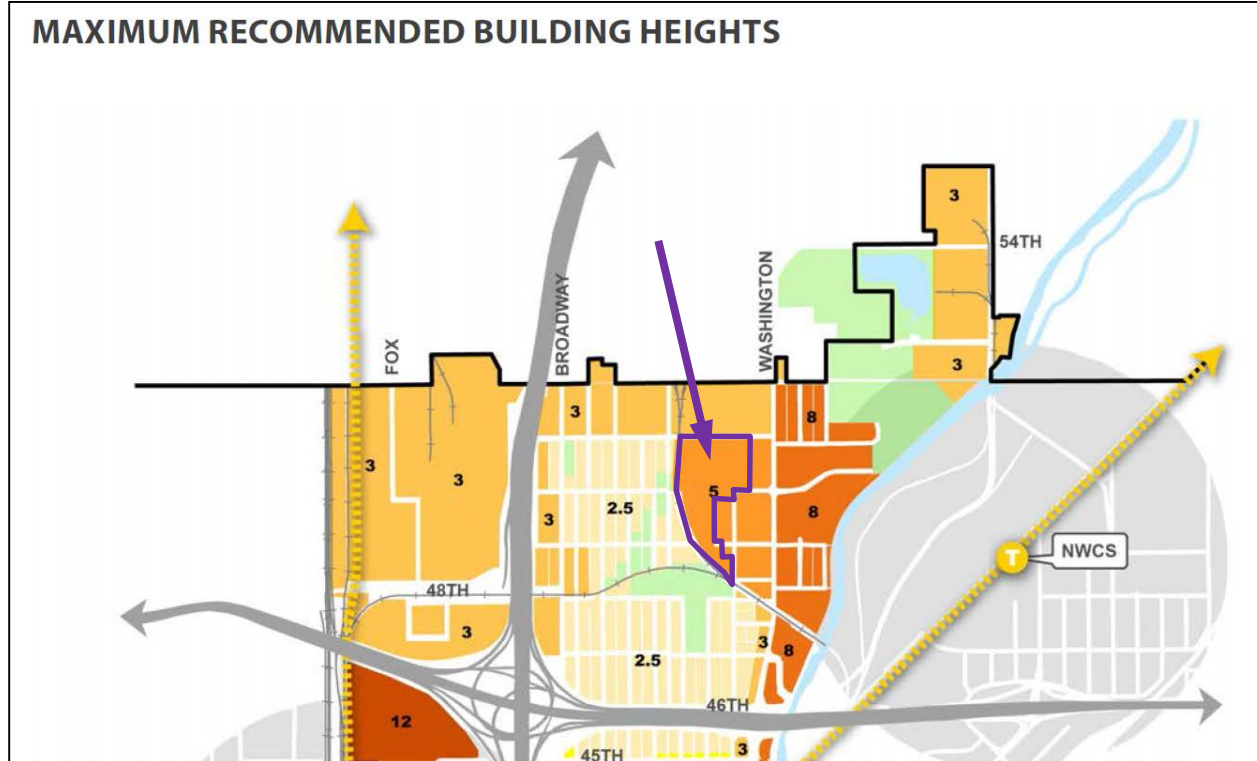 MAXIMUM RECOMMENDED BUILDING HEIGHTS
3
54TH
WASHINGTON
BROADWAY
FOX
3
3
8
3
3
5
3
2.5
8
NWCS
T
48TH
3
3
8
2.5
46TH
12
3
45TH